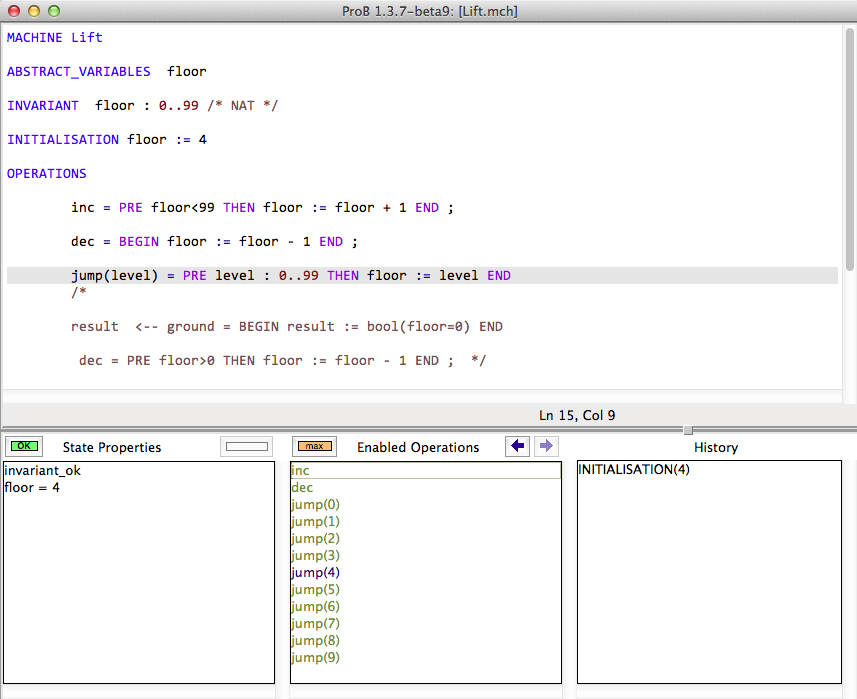 ProB 1.3.7-beta9: [Lift.mch]
MACHINE Lift
ABSTRACT_VARIABLES  floor
INVARIANT  floor : 0..99 /* NAT */
INITIALISATION floor := 4
OPERATIONS
inc = PRE floor<99 THEN floor := floor + 1 END ;
dec = BEGIN floor := floor - 1 END ;
jump(level) = PRE level : 0..99 THEN floor := level END
/*
result  <-- ground = BEGIN result := bool(floor=0) END
dec = PRE floor>0 THEN floor := floor - 1 END ;  */
Ln 15, Col 9
OK State Properties
max Enabled Operations
History
invariant_ok
floor = 4
inc
dec
jump(0)
jump(1)
jump(2)
jump(3)
jump(4)
jump(5)
jump(6)
jump(7)
jump(8)
jump(9)
INITIALISATION(4)